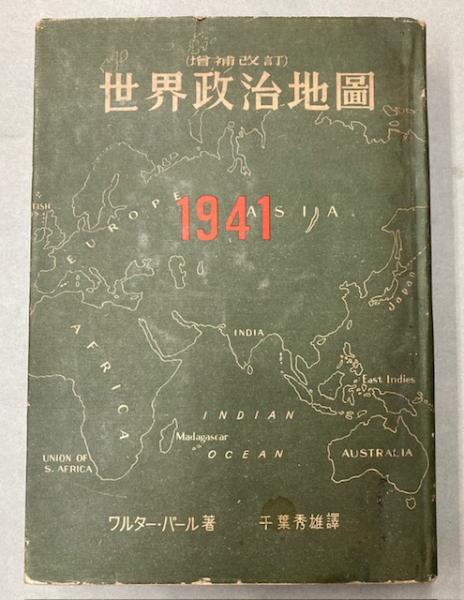 (増補改訂)
世界政治地圖
1941
EUROPE
ASIA
Japan
AFRICA
INDIA
East Indies
INDIAN
OCEAN
Madagascar
UNION OF
S. AFRICA
AUSTRALIA
ワルター・パール著 千葉秀雄譯